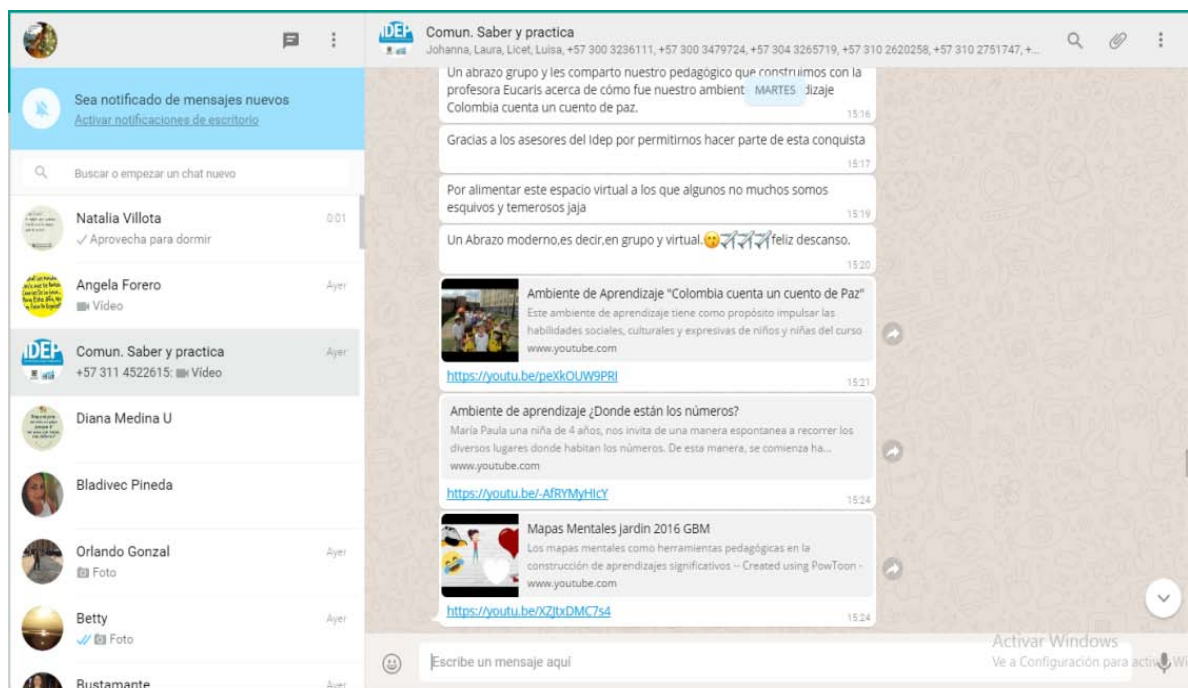 Sea notificado de mensajes nuevos
Activar notificaciones de escritorio
Buscar o empezar un chat nuevo
Natalia Villota
0:01
Aprovecha para dormir
Angela Forero
Ayer
Vídeo
IDEP
Comun. Saber y practica
Ayer
+57 311 4522615: Vídeo
Diana Medina U
Bladivec Pineda
Orlando Gonzal
Ayer
Foto
Betty
Ayer
Foto
Bustamante
Ayer
IDEP
Comun. Saber y practica
Johanna, Laura, Licet, Luisa, +57 300 3236111, +57 300 3479724, +57 304 3265719, +57 310 2620258, +57 310 2751747, +...
Un abrazo grupo y les comparto nuestro pedagógico que construimos con la
profesora Eucaris acerca de cómo fue nuestro ambient MARTES dizaje
Colombia cuenta un cuento de paz.
15:16
Gracias a los asesores del Idep por permitirnos hacer parte de esta conquista
15:17
Por alimentar este espacio virtual a los que algunos no muchos somos
esquivos y temerosos jaja
15:19
Un Abrazo moderno,es decir,en grupo y virtual.😗✈✈✈feliz descanso.
15:20
Ambiente de Aprendizaje "Colombia cuenta un cuento de Paz"
Este ambiente de aprendizaje tiene como propósito impulsar las
habilidades sociales, culturales y expresivas de niños y niñas del curso
www.youtube.com
https://youtu.be/peXkOUW9PRI
15:21
Ambiente de aprendizaje ¿Donde están los números?
María Paula una niña de 4 años, nos invita de una manera espontanea a recorrer los
diversos lugares donde habitan los números. De esta manera, se comienza ha...
www.youtube.com
https://youtu.be/-AfRYMyHIcY
15:24
Mapas Mentales jardin 2016 GBM
Los mapas mentales como herramientas pedagógicas en la
construcción de aprendizajes significativos -- Created using PowToon -
www.youtube.com
https://youtu.be/XZJtxDMC7s4
15:24
Escribe un mensaje aquí
Activar Windows
Ve a Configuración para activ Wi